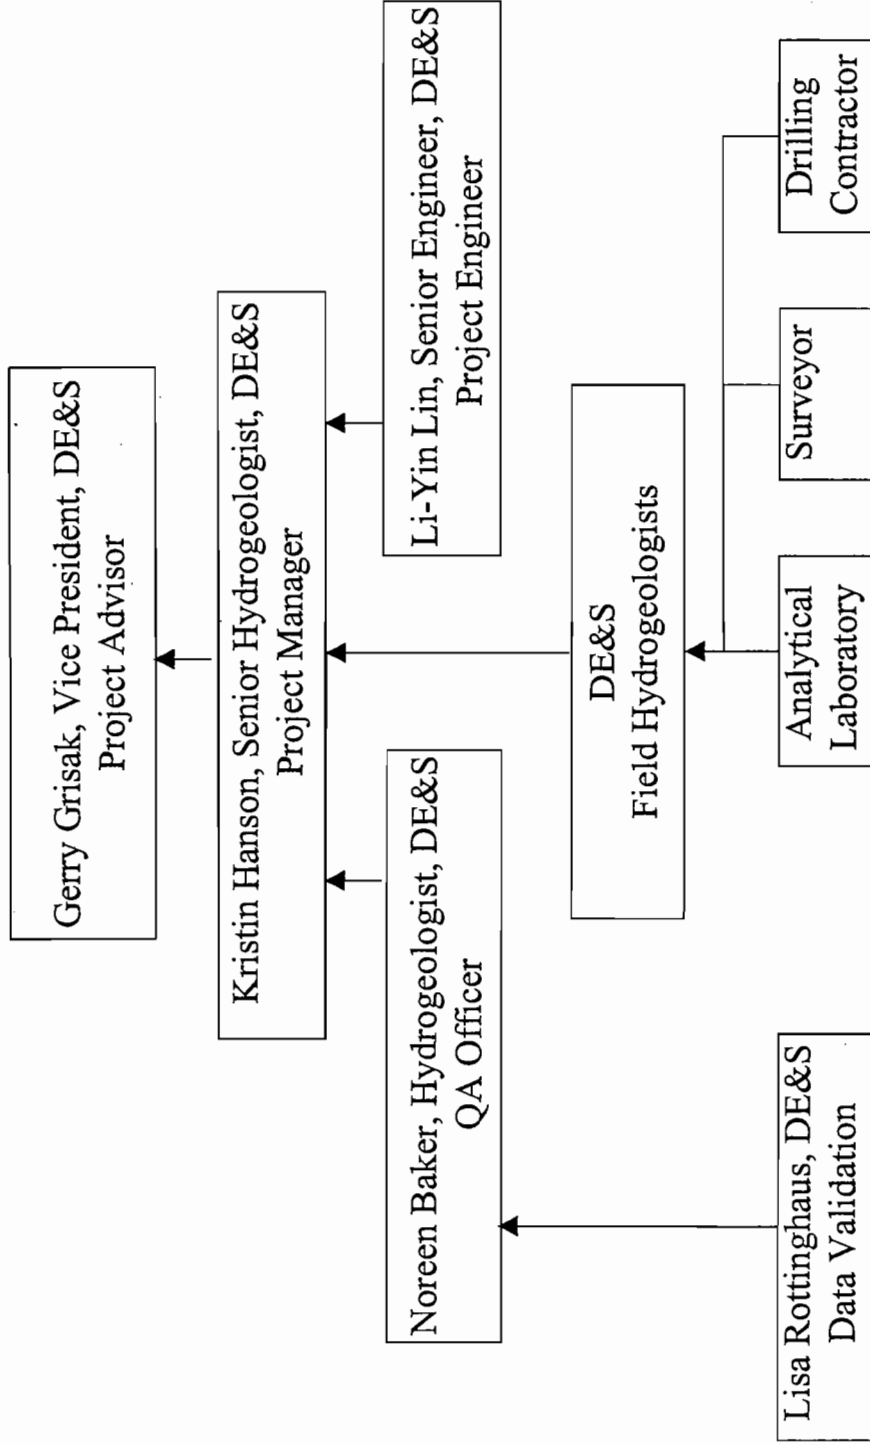 Gerry Grisak, Vice President, DE&S
Project Advisor
Kristin Hanson, Senior Hydrogeologist, DE&S
Project Manager
Noreen Baker, Hydrogeologist, DE&S
QA Officer
Li-Yin Lin, Senior Engineer, DE&S
Project Engineer
DE&S
Field Hydrogeologists
Lisa Rottinghaus, DE&S
Data Validation
Analytical
Laboratory
Surveyor
Drilling
Contractor